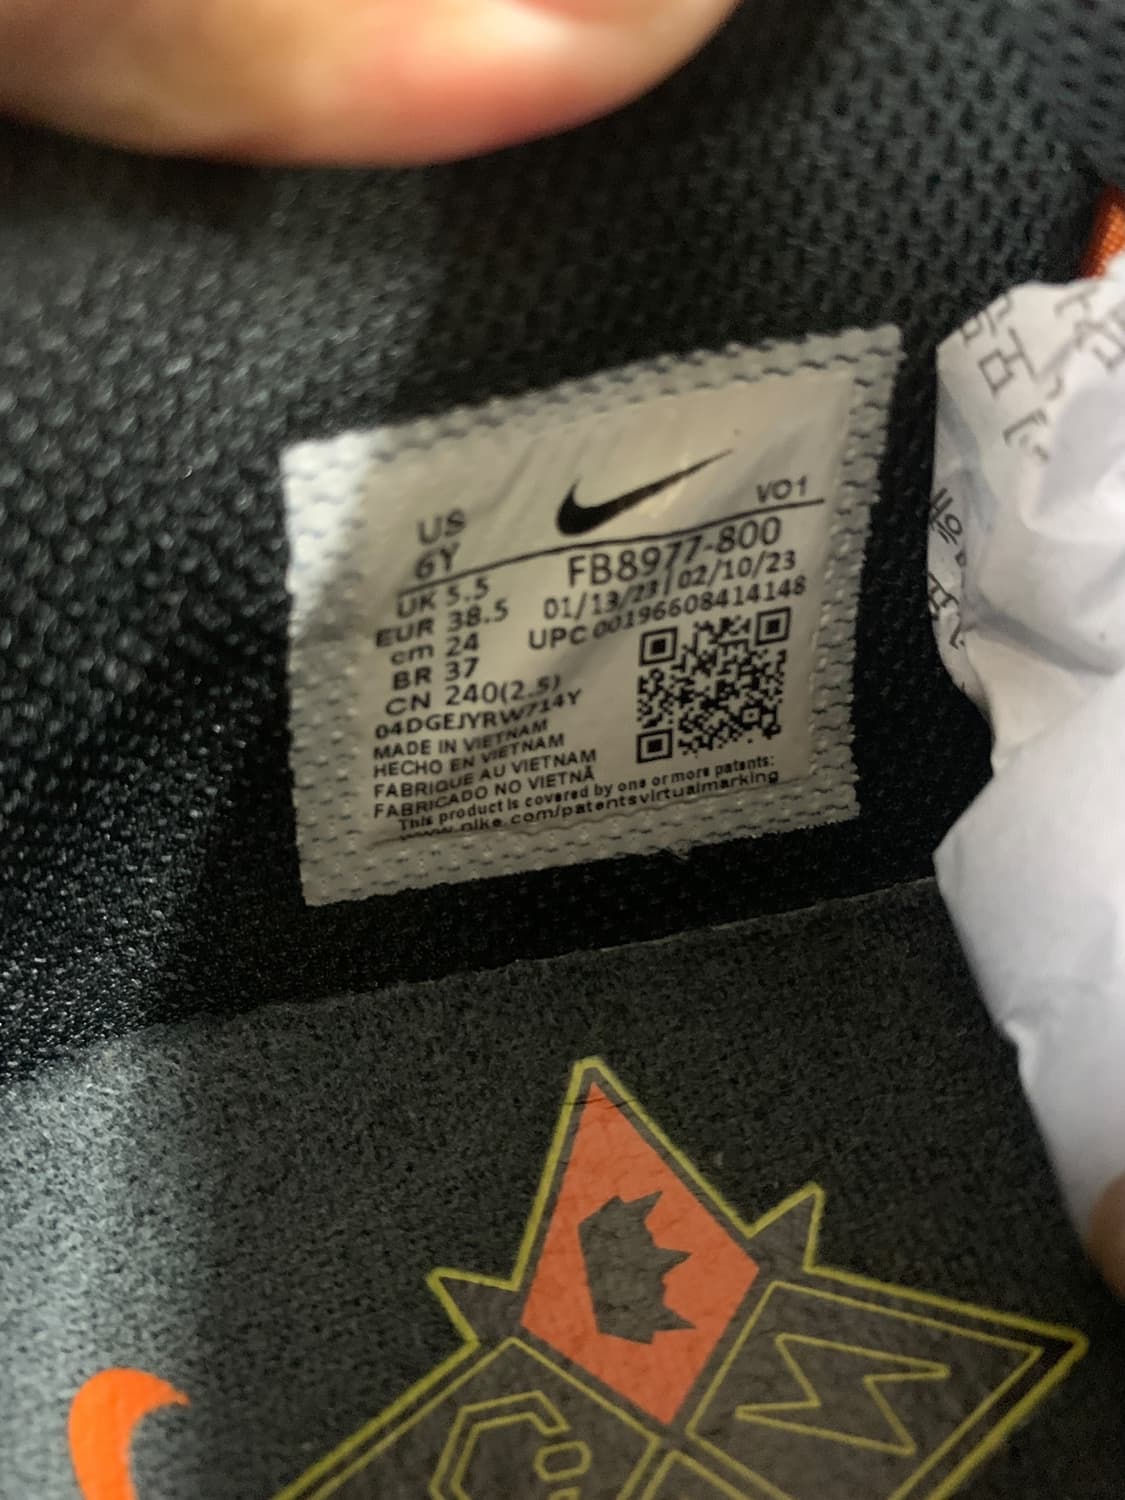 US
6Y
VO1
UK 5.5
FB8977-800
EUR 38.5
01/13/23 | 02/10/23
cm 24
UPC 00196608414148
BR 37
CN 240(2.5)
04DGEJYRW714Y
MADE IN VIETNAM
HECHO EN VIETNAM
FABRIQUE AU VIETNAM
FABRICADO NO VIETNÃ
This product is covered by one or more patents:
www.nike.com/patentsvirtualmarking